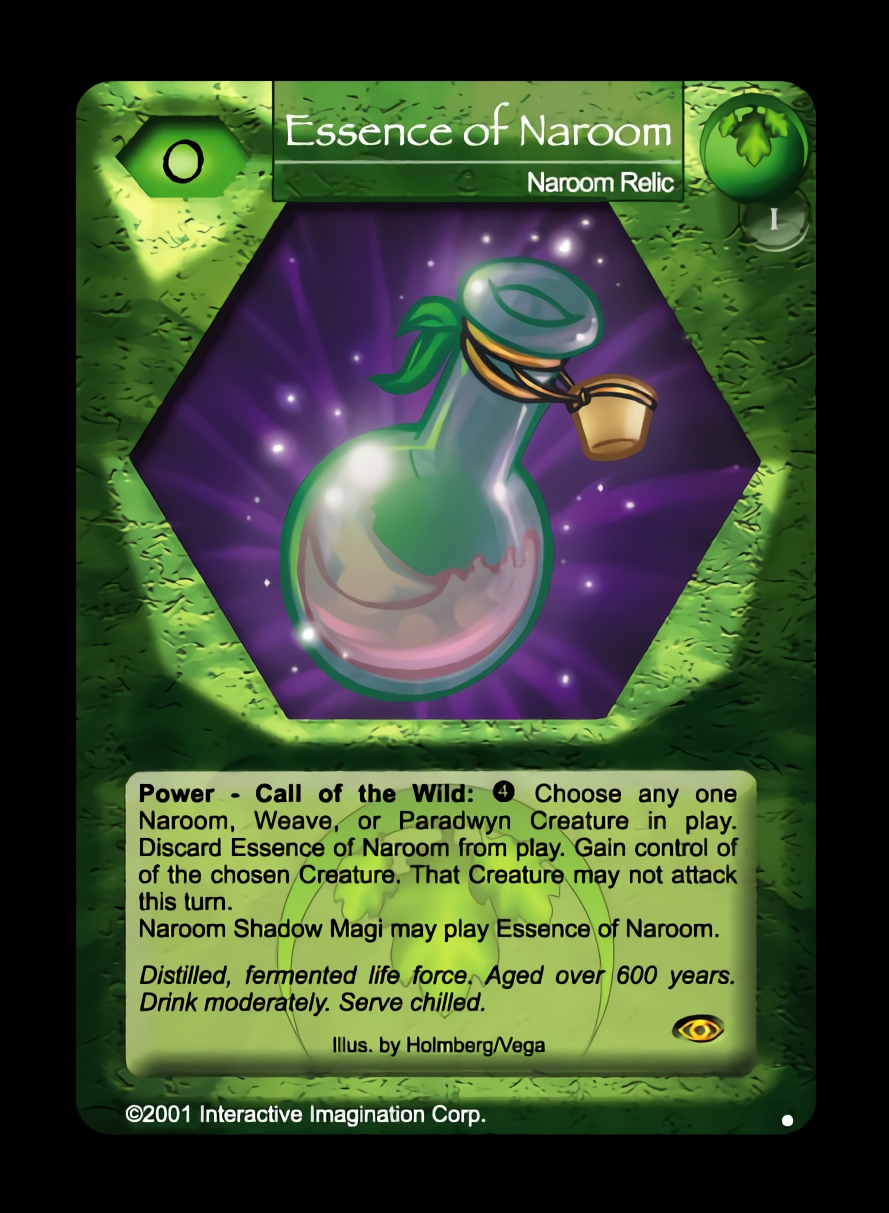 0
Essence of Naroom
Naroom Relic
I
Power - Call of the Wild: 4 Choose any one
Naroom, Weave, or Paradwyn Creature in play.
Discard Essence of Naroom from play. Gain control of
of the chosen Creature. That Creature may not attack
this turn.
Naroom Shadow Magi may play Essence of Naroom.
Distilled, fermented life force. Aged over 600 years.
Drink moderately. Serve chilled.
Illus. by Holmberg/Vega
©2001 Interactive Imagination Corp.